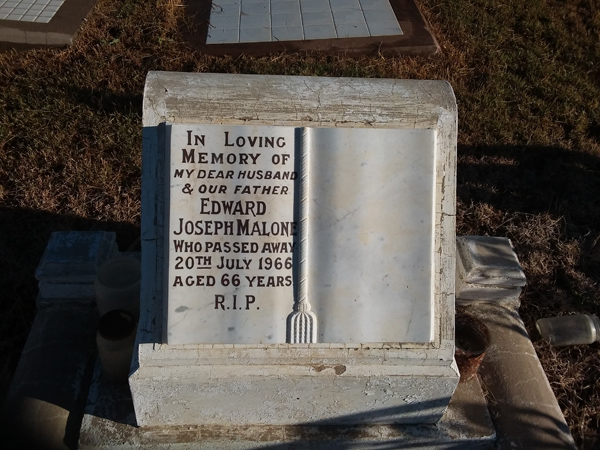 In Loving
Memory of
my dear husband
& our father
Edward
Joseph Malone
Who passed away
20th July 1966
aged 66 years
R.I.P.